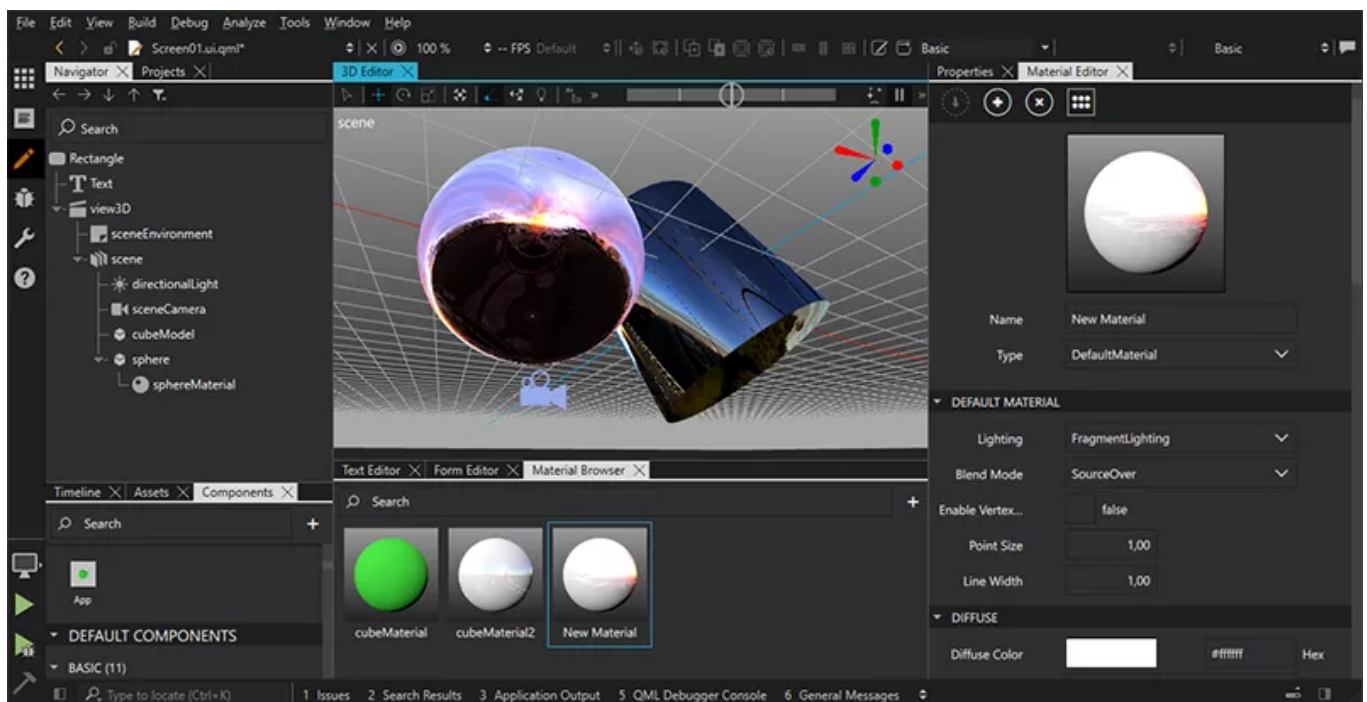 File Edit View Build Debug Analyze Tools Window Help
Screen01.ui.qml* 100 % -- FPS Default Basic Basic
Navigator Projects 3D Editor Properties Material Editor
Search
scene
Rectangle
Text
view3D
sceneEnvironment
scene
directionalLight
sceneCamera
cubeModel
sphere
sphereMaterial
Name New Material
Type DefaultMaterial
DEFAULT MATERIAL
Lighting FragmentLighting
Blend Mode SourceOver
Enable Vertex... false
Point Size 1,00
Line Width 1,00
DIFFUSE
Diffuse Color #ffffff Hex
Text Editor Form Editor Material Browser
Search
cubeMaterial cubeMaterial2 New Material
Timeline Assets Components
Search
App
DEFAULT COMPONENTS
BASIC (11)
Type to locate (Ctrl+K) 1 Issues 2 Search Results 3 Application Output 5 QML Debugger Console 6 General Messages